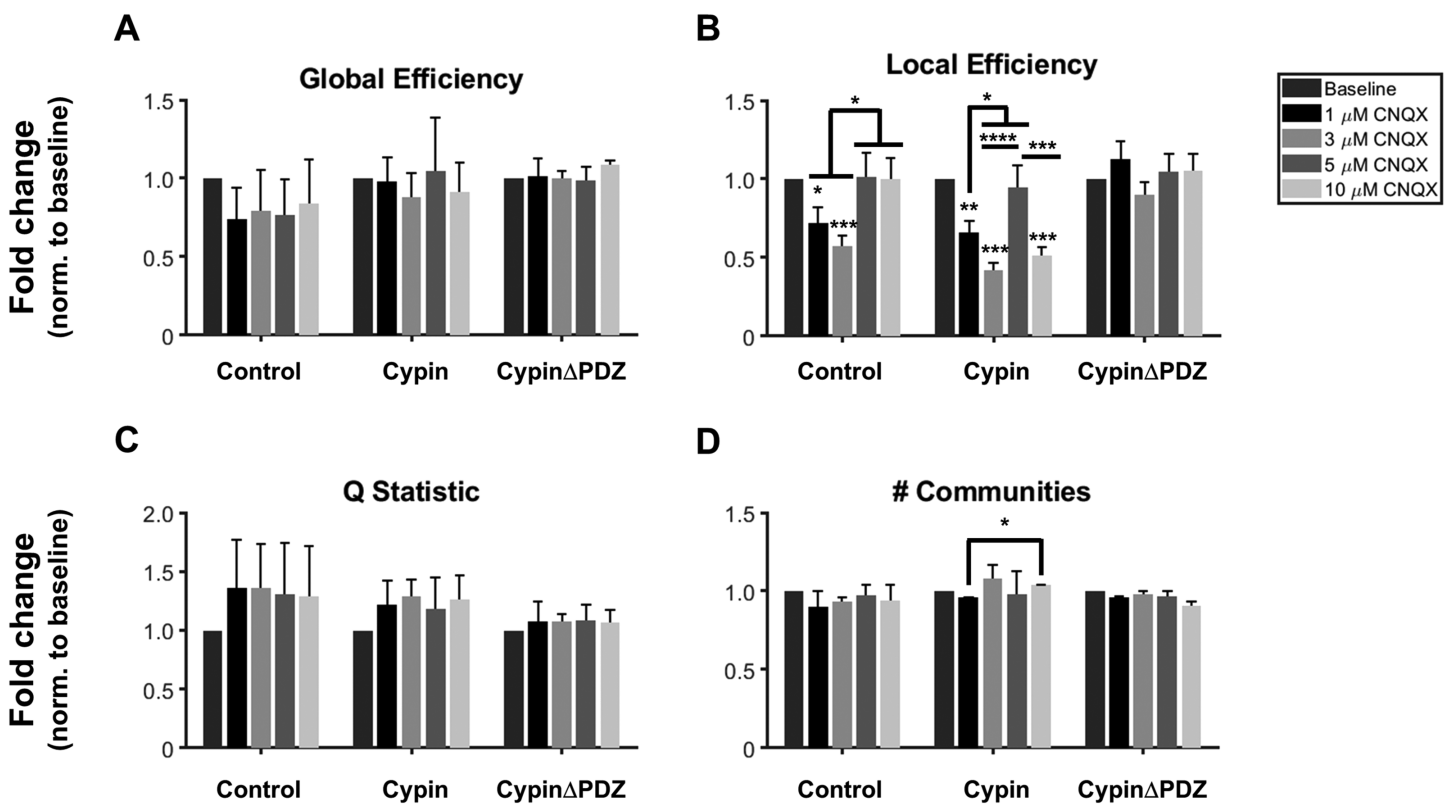 A
Global Efficiency
Fold change
(norm. to baseline)
1.5
1.0
0.5
0
Control
Cypin
CypinΔPDZ
B
Local Efficiency
1.5
1.0
0.5
0
*
*
***
*
****
***
**
***
***
Control
Cypin
CypinΔPDZ
Baseline
1 μM CNQX
3 μM CNQX
5 μM CNQX
10 μM CNQX
C
Q Statistic
Fold change
(norm. to baseline)
2.0
1.5
1.0
0.5
0
Control
Cypin
CypinΔPDZ
D
# Communities
1.5
1.0
0.5
0
*
Control
Cypin
CypinΔPDZ